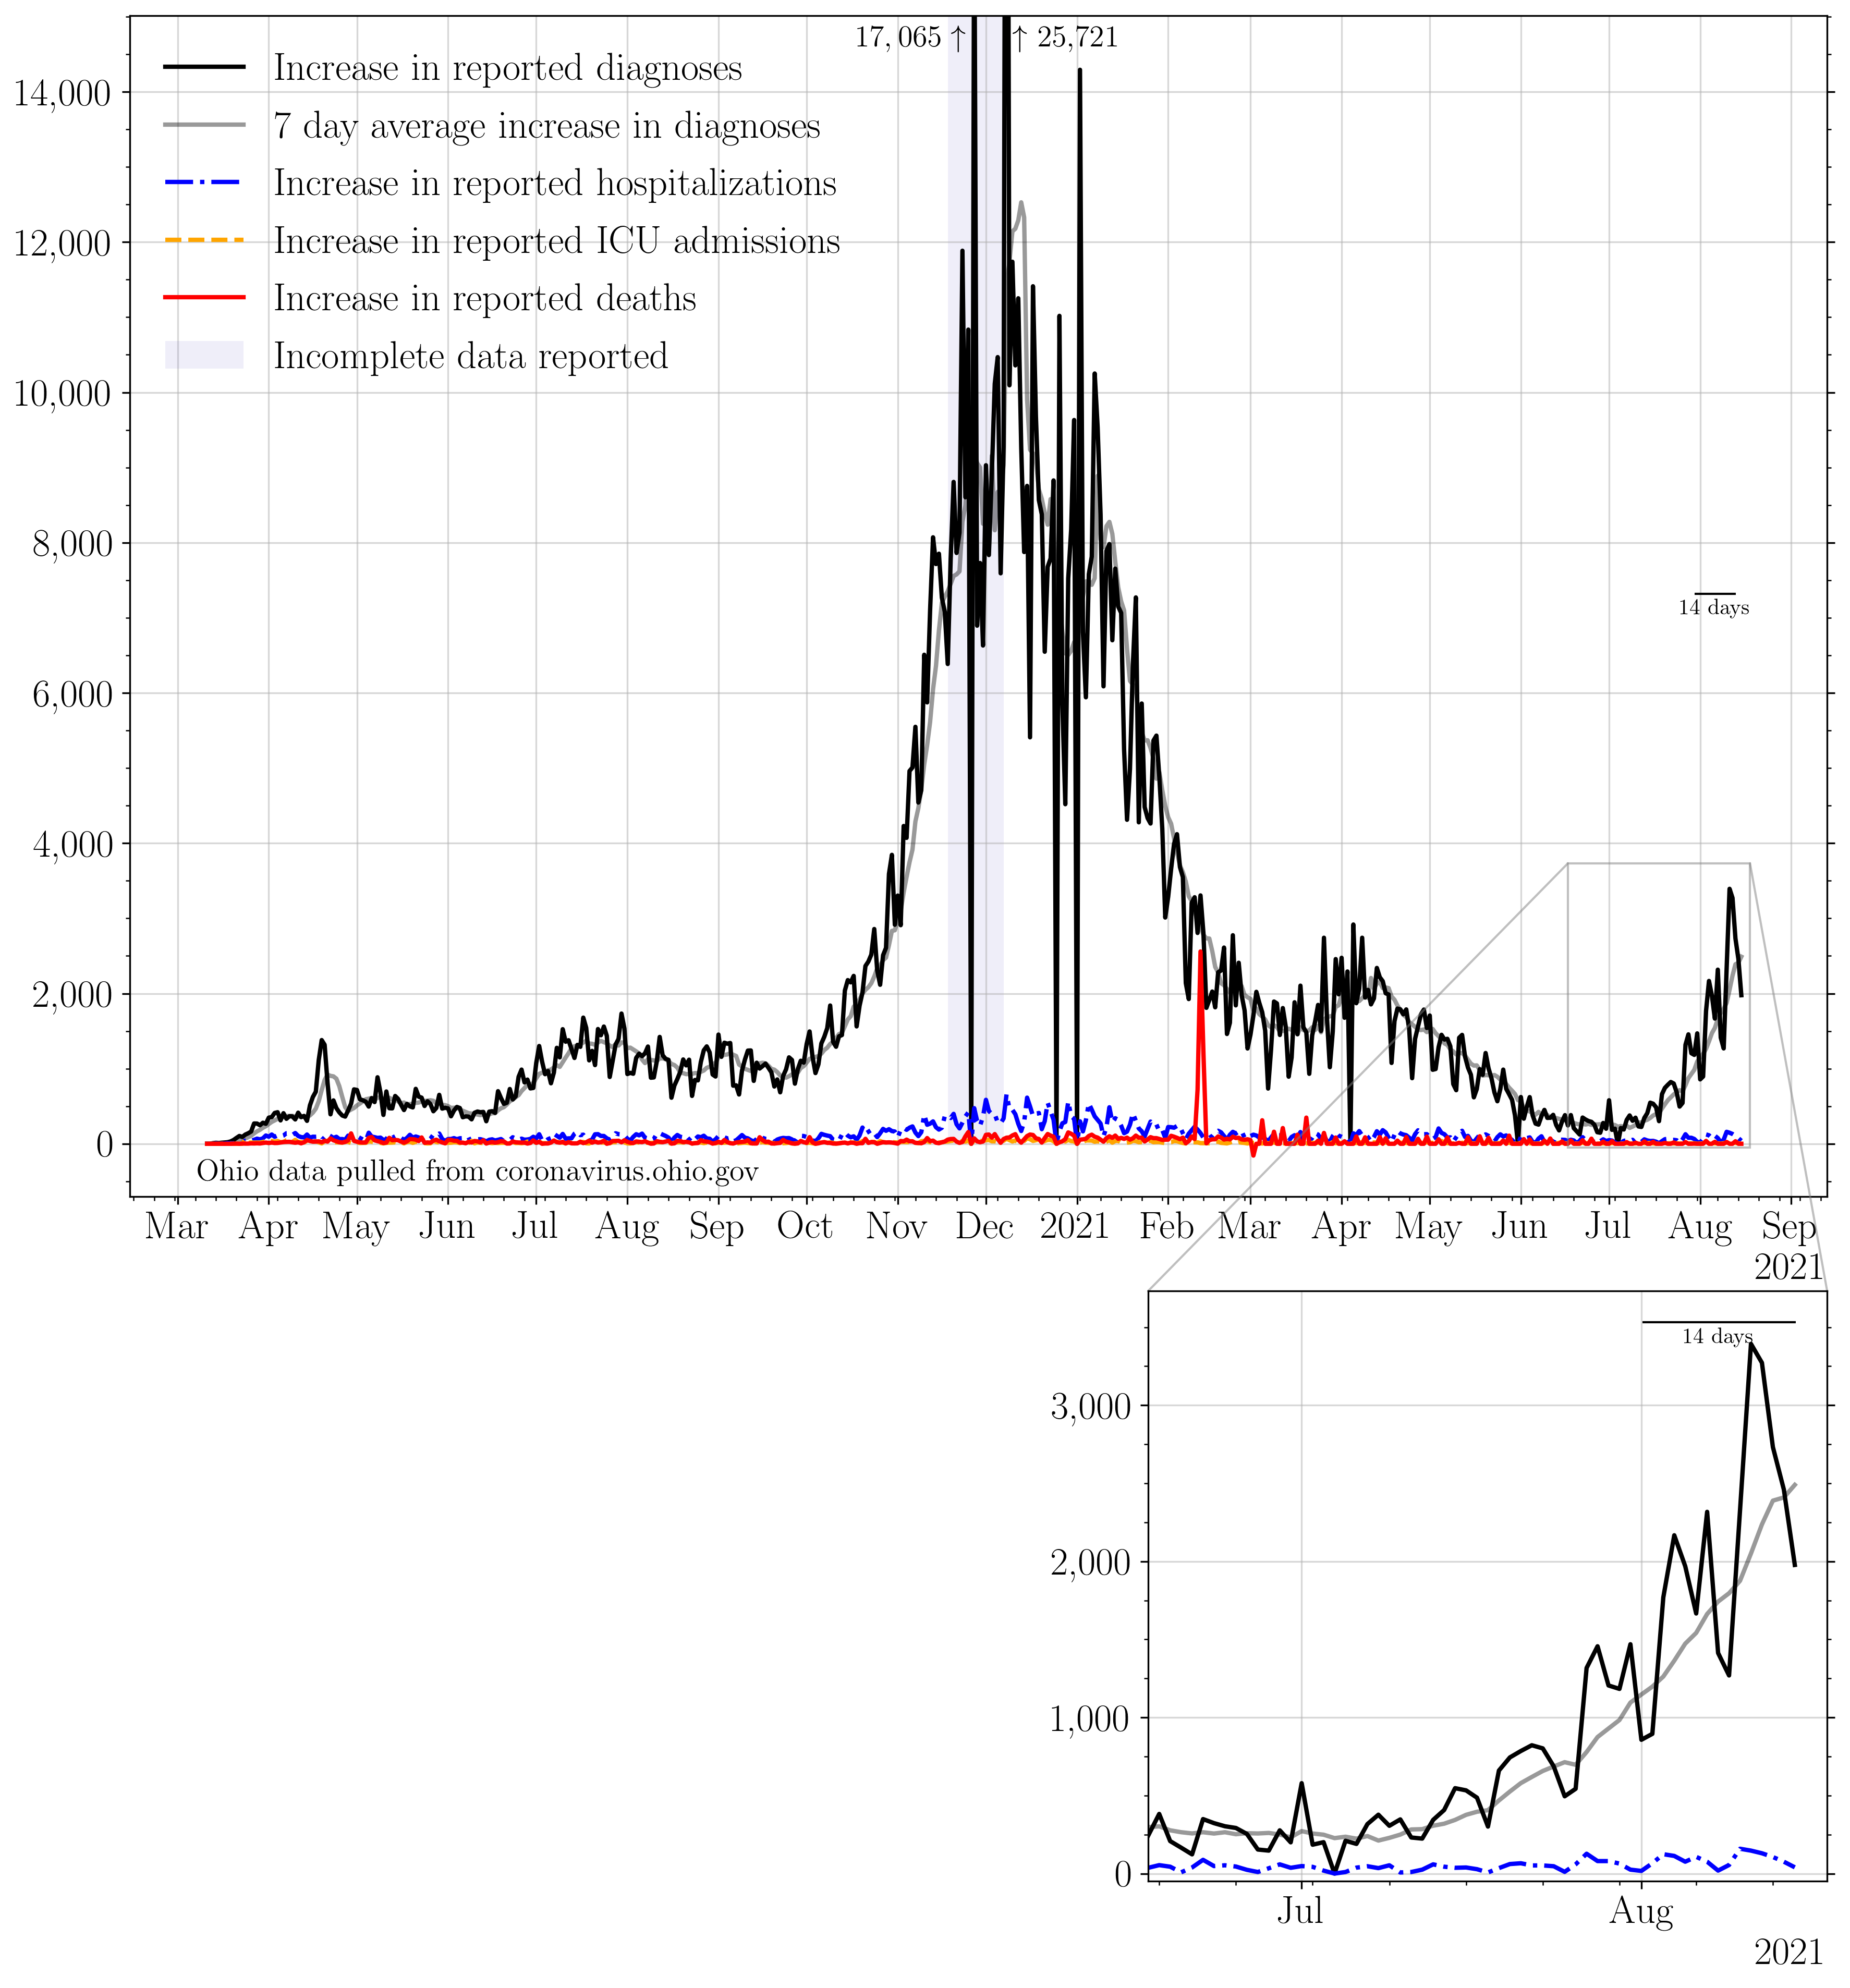 17,065 ↑ ↑ 25,721
Increase in reported diagnoses
7 day average increase in diagnoses
Increase in reported hospitalizations
Increase in reported ICU admissions
Increase in reported deaths
Incomplete data reported
14,000
12,000
10,000
8,000
6,000
4,000
2,000
0
14 days
Ohio data pulled from coronavirus.ohio.gov
Mar Apr May Jun Jul Aug Sep Oct Nov Dec 2021 Feb Mar Apr May Jun Jul Aug Sep
2021
14 days
3,000
2,000
1,000
0
Jul Aug
2021